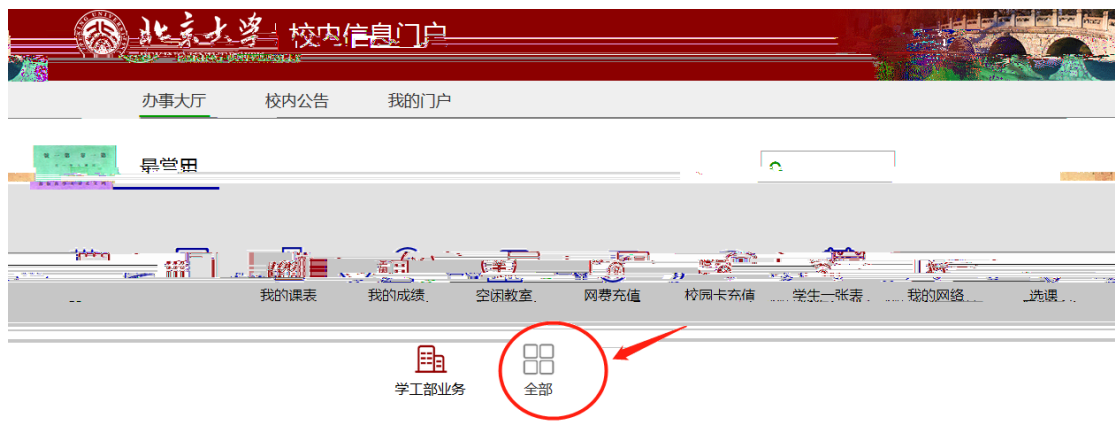 北京大学 校内信息门户
办事大厅 校内公告 我的门户
最常用
我的课表 我的成绩 空闲教室 网费充值 校园卡充值 学生一张表 我的网络 选课
学工部业务 全部